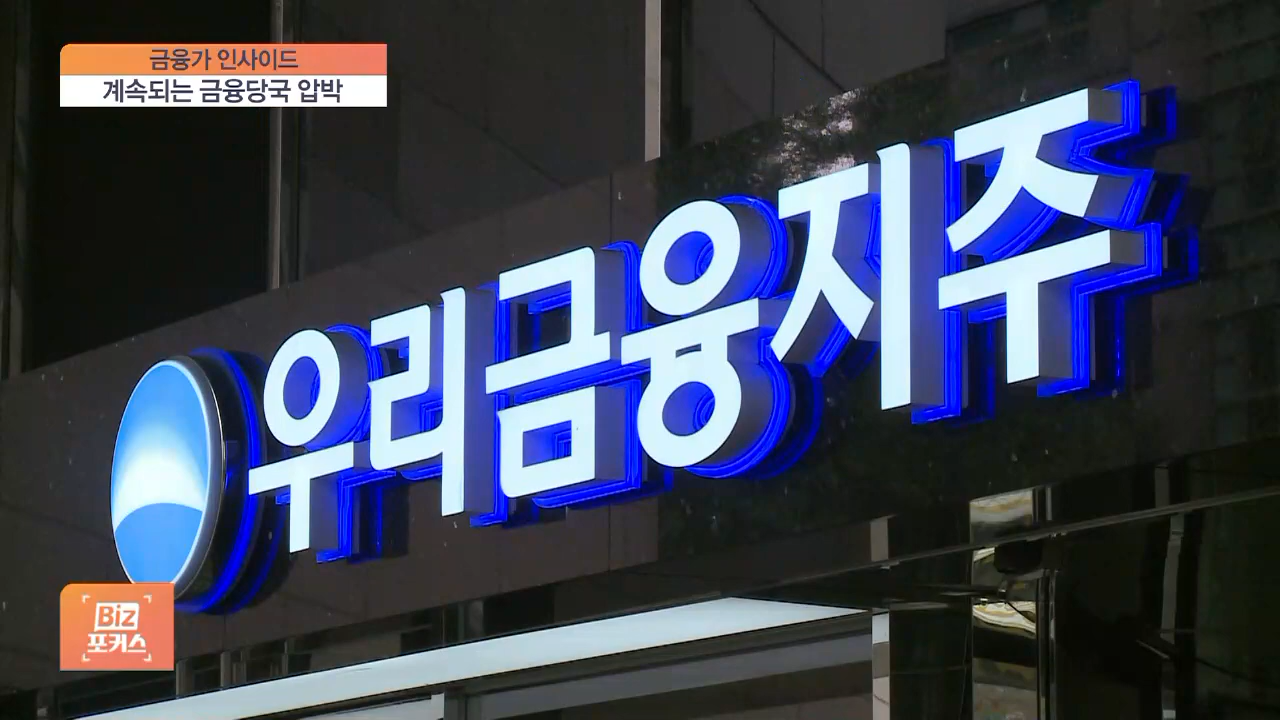 금융가 인사이드
계속되는 금융당국 압박
우리금융지주
Biz
포커스